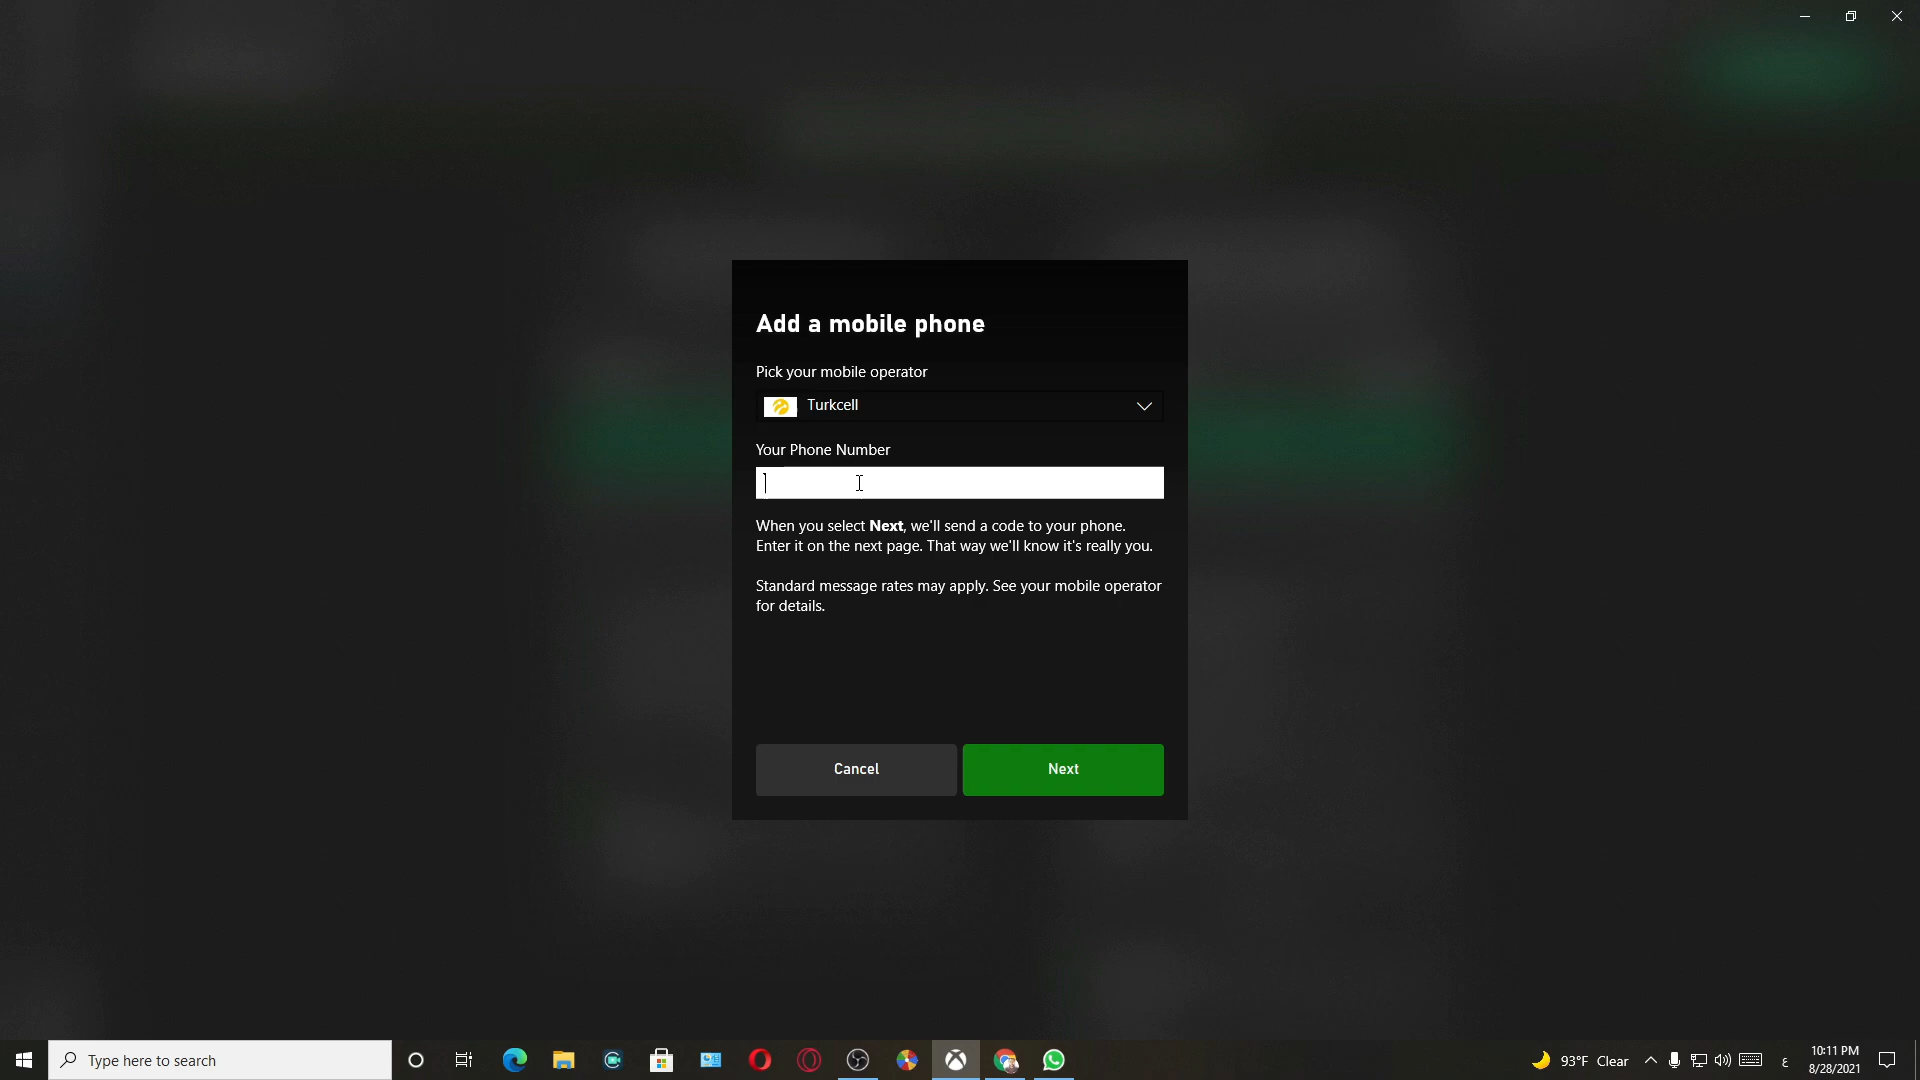 Add a mobile phone
Pick your mobile operator
Turkcell
Your Phone Number
When you select Next, we'll send a code to your phone.
Enter it on the next page. That way we'll know it's really you.
Standard message rates may apply. See your mobile operator
for details.
Cancel
Next
Type here to search
93°F Clear
ع
10:11 PM
8/28/2021